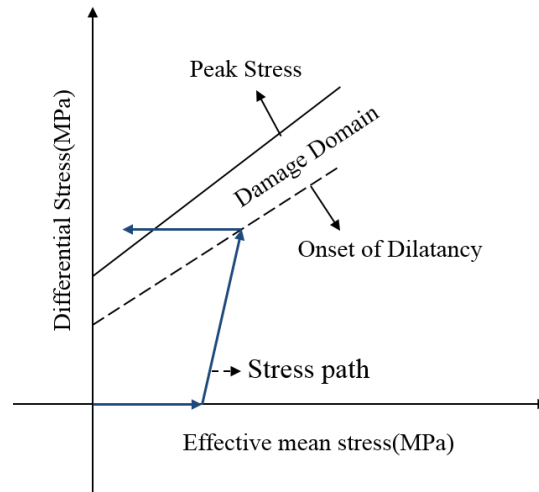 Peak Stress
Damage Domain
Differential Stress(MPa)
Onset of Dilatancy
Stress path
Effective mean stress(MPa)